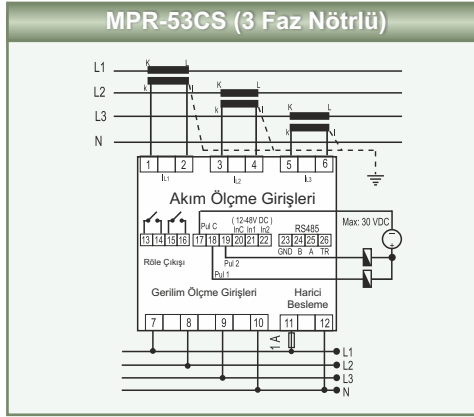 MPR-53CS (3 Faz Nötrlü)
L1
K L
L2
k l K L
L3
k l K L
N
k l
1 2 3 4 5 6
IL1 IL2 IL3
Akım Ölçme Girişleri
Pul C
( 12-48V DC )
InC In1 In2
RS485
Max: 30 VDC
13 14 15 16 17 18 19 20 21 22 23 24 25 26
GND B A TR
Röle Çıkışı
Pul 2
Pul 1
Gerilim Ölçme Girişleri
Harici
Besleme
7 8 9 10 11 12
1 A
L1
L2
L3
N